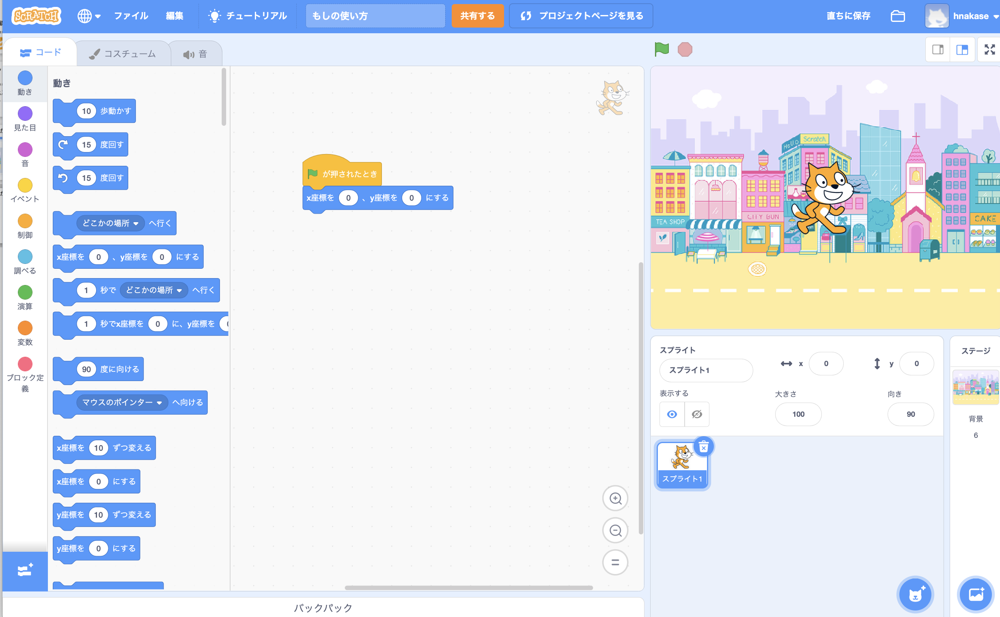 SCRATCH
ファイル
編集
チュートリアル
もしの使い方
共有する
プロジェクトページを見る
直ちに保存
hnakase
コード
コスチューム
音
動き
見た目
音
イベント
制御
調べる
演算
変数
ブロック定
義
動き
10 歩動かす
15 度回す
15 度回す
どこかの場所 へ行く
x座標を 0 、y座標を 0 にする
1 秒で どこかの場所 へ行く
1 秒でx座標を 0 に、y座標を
90 度に向ける
マウスのポインター へ向ける
x座標を 10 ずつ変える
x座標を 0 にする
y座標を 10 ずつ変える
y座標を 0 にする
が押されたとき
x座標を 0 、y座標を 0 にする
バックパック
HELLO
Scratch
TEA SHOP
CITY BUN
CAKE
スプライト
スプライト1
x 0
y 0
表示する
大きさ
100
向き
90
スプライト1
ステージ
背景
6